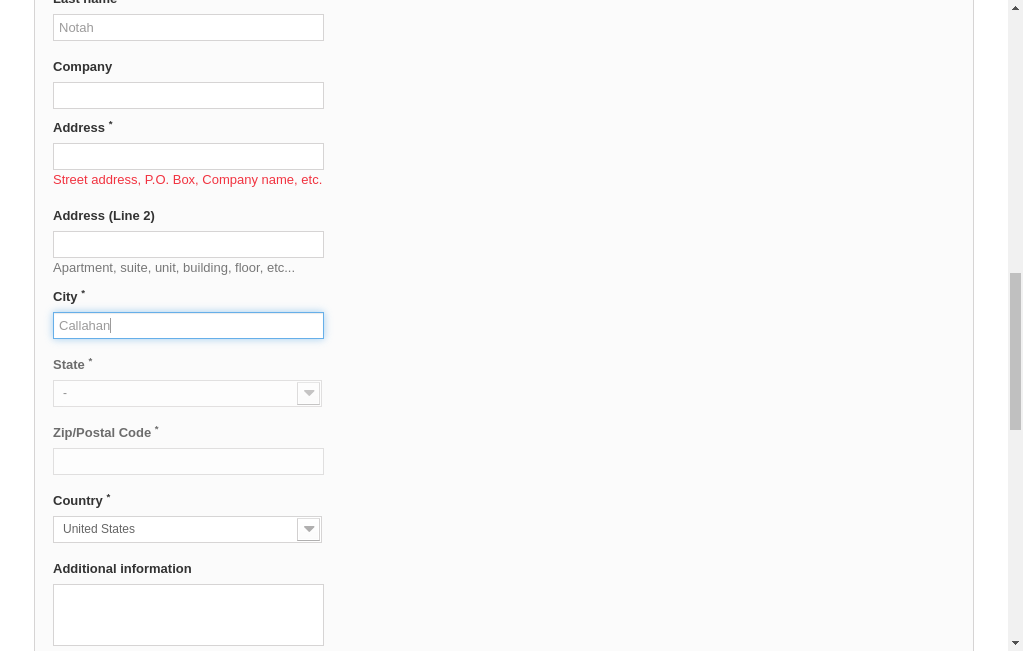 Last name
Notah
Company
Address *
Street address, P.O. Box, Company name, etc.
Address (Line 2)
Apartment, suite, unit, building, floor, etc...
City *
Callahan
State *
-
Zip/Postal Code *
Country *
United States
Additional information